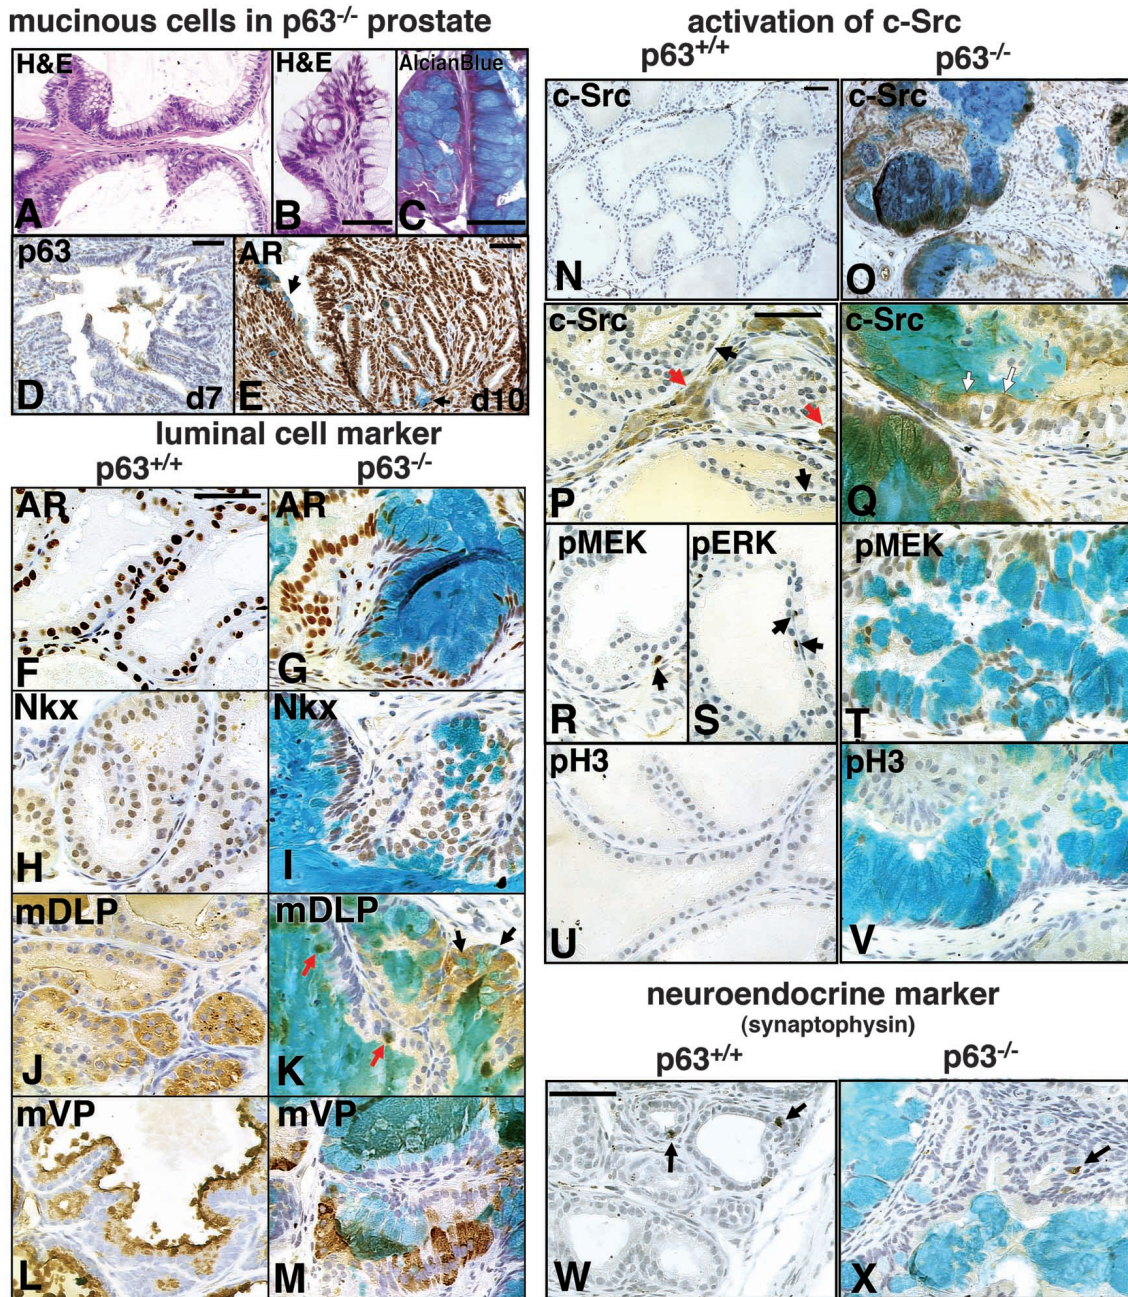 mucinous cells in p63-/- prostate
H&E
H&E
AlcianBlue
A
B
C
p63
AR
D
d7
E
d10
luminal cell marker
p63+/+
p63-/-
AR
F
G
Nkx
Nkx
H
I
mDLP
mDLP
J
K
mVP
mVP
L
M
activation of c-Src
p63+/+
p63-/-
c-Src
c-Src
N
O
c-Src
c-Src
P
Q
pMEK
pERK
pMEK
R
S
T
pH3
pH3
U
V
neuroendocrine marker
(synaptophysin)
p63+/+
p63-/-
W
X